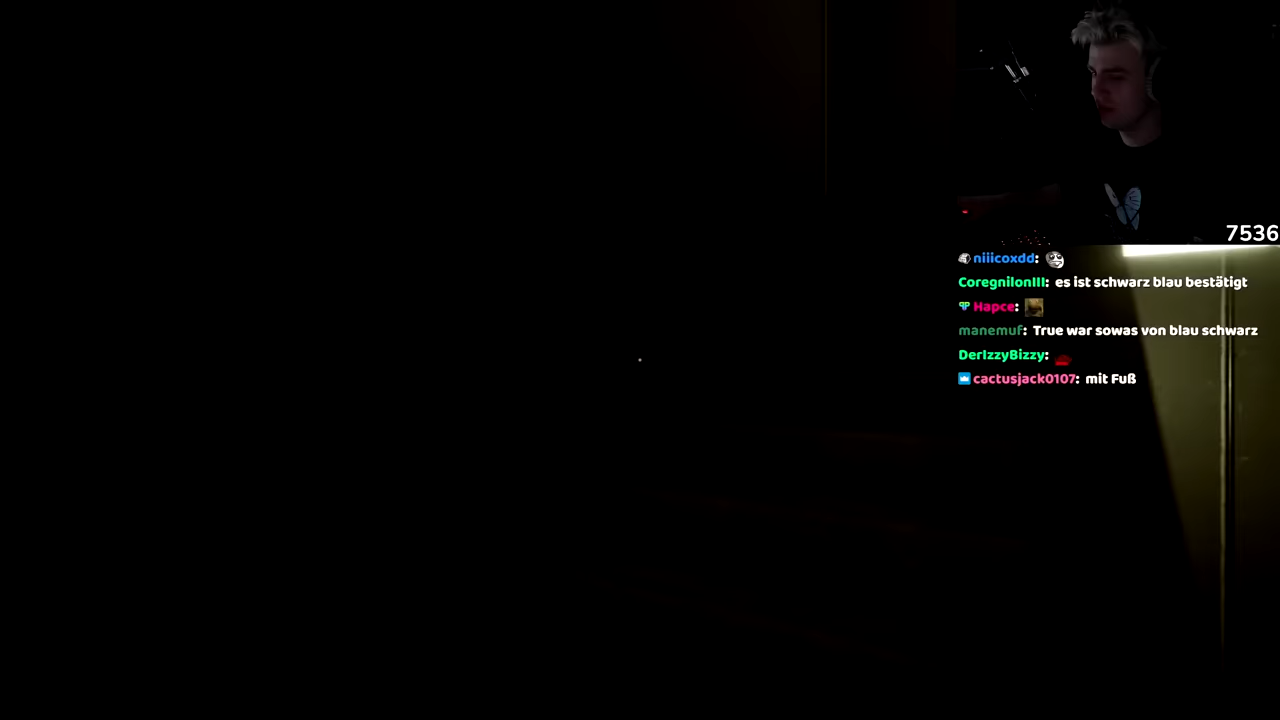 7536
niiicoxdd:
CoregnilonIII: es ist schwarz blau bestätigt
Hapce:
manemuf: True war sowas von blau schwarz
DerIzzyBizzy:
cactusjack0107: mit Fuß